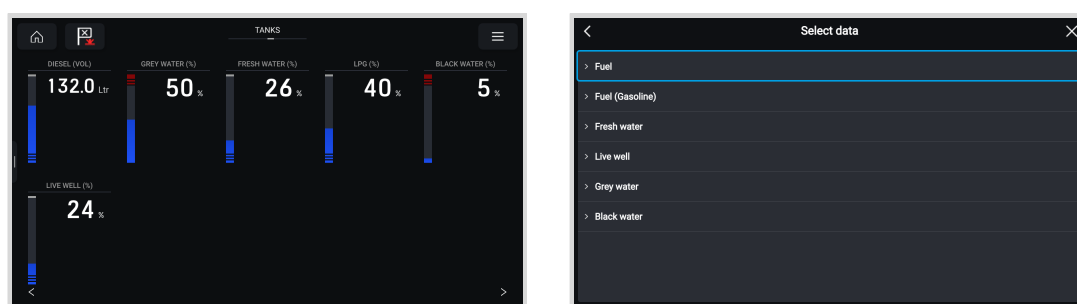 TANKS
DIESEL (VOL)
132.0 Ltr
GREY WATER (%)
50 %
FRESH WATER (%)
26 %
LPG (%)
40 %
BLACK WATER (%)
5 %
LIVE WELL (%)
24 %
Select data
Fuel
Fuel (Gasoline)
Fresh water
Live well
Grey water
Black water